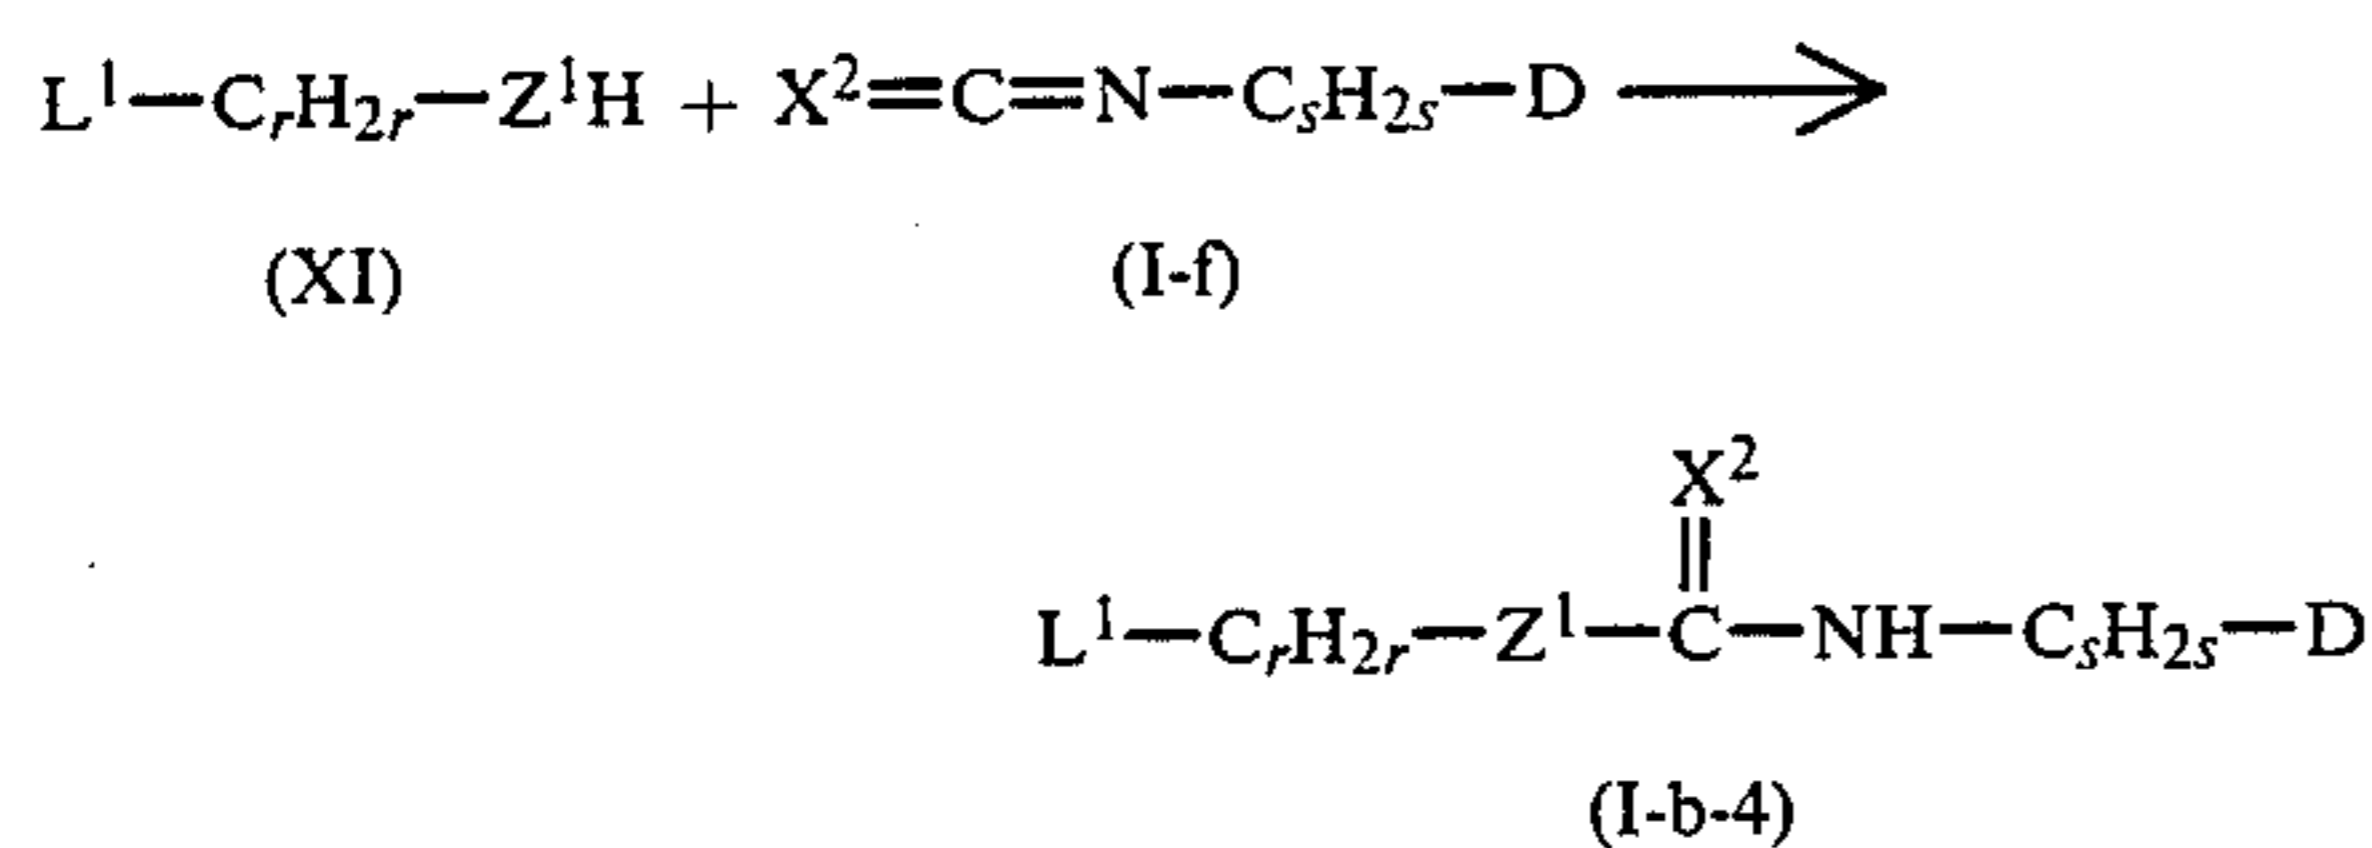 L¹—CᵣH₂ᵣ—Z¹H + X²=C=N—CₛH₂ₛ—D ⟶
(XI) (I-f)
X²
||
L¹—CᵣH₂ᵣ—Z¹—C—NH—CₛH₂ₛ—D
(I-b-4)